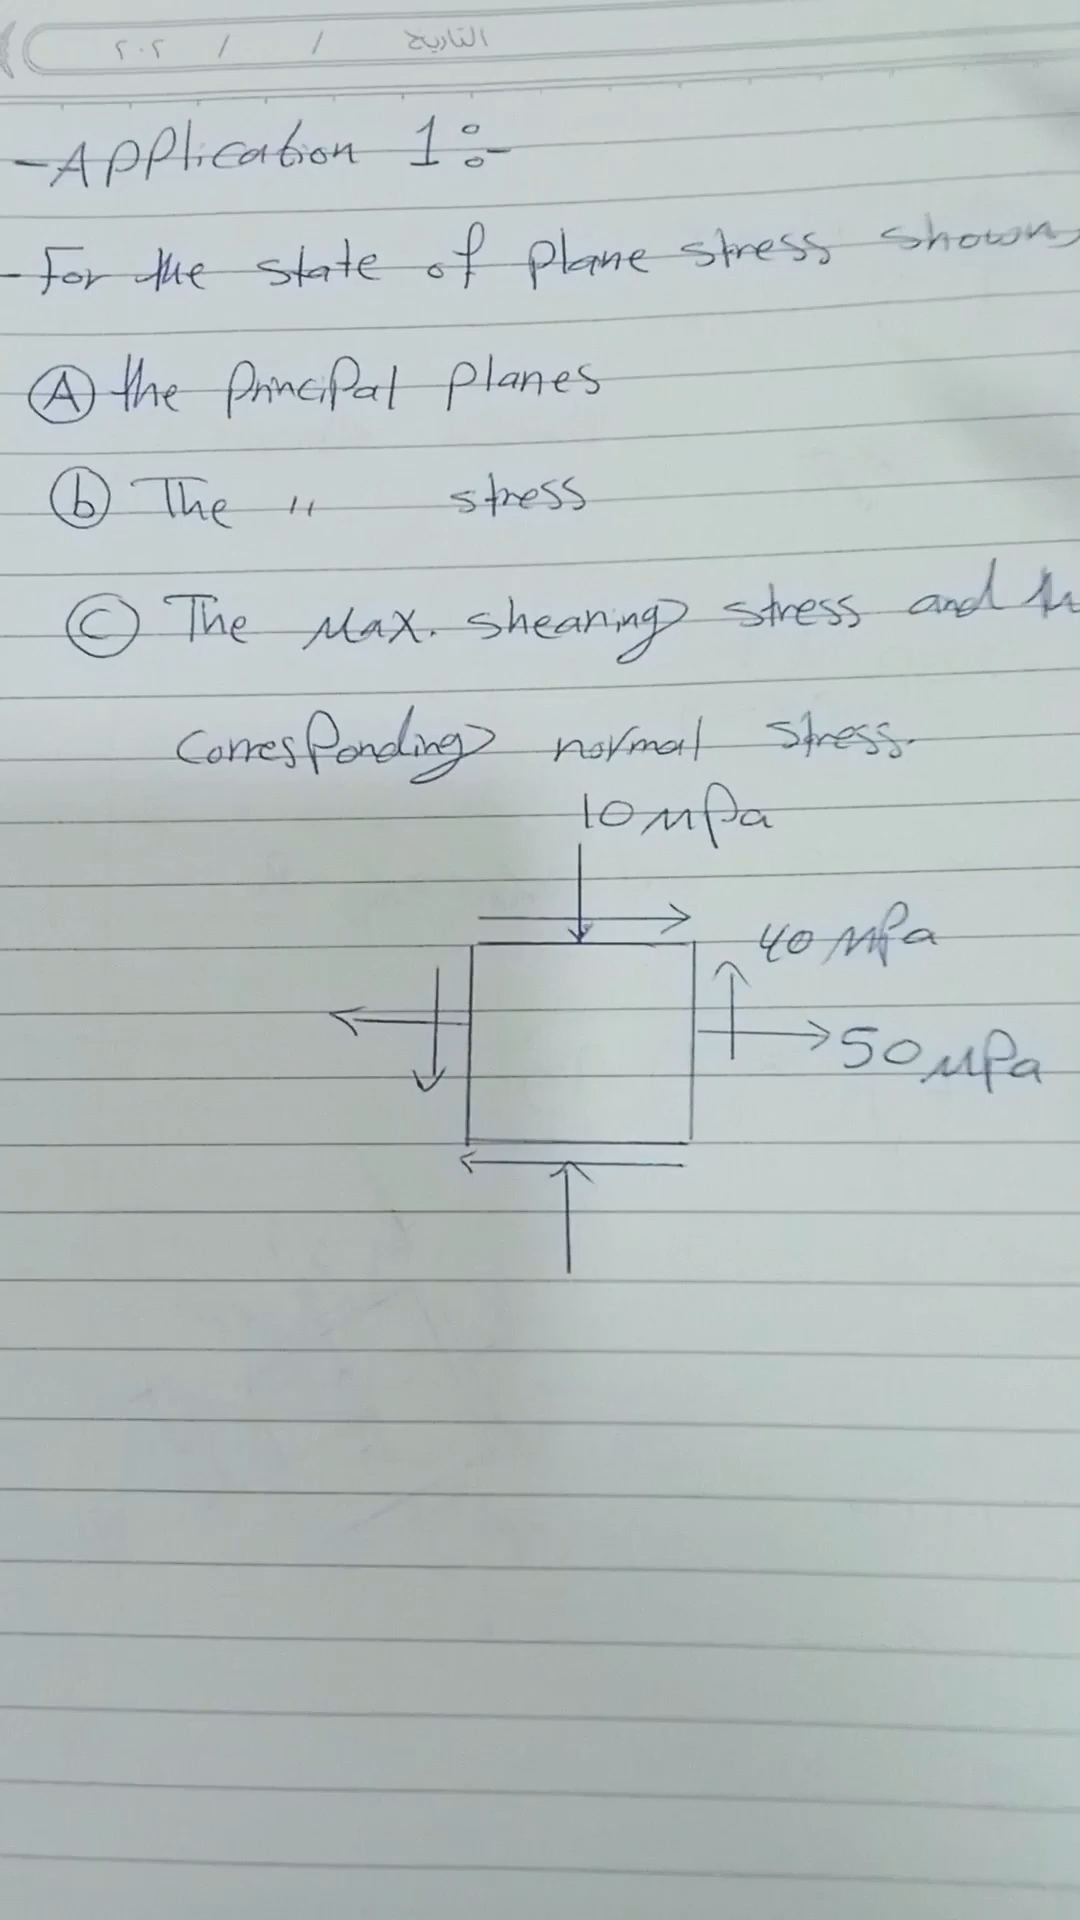 ٢٠٢ / / التاريخ
- Application 1 :-
- For the state of plane stress shown,
(A) the principal planes
(b) The " stress
(C) The Max. shearing stress and
corresponding normal stress.
10 MPa
40 MPa
50 MPa